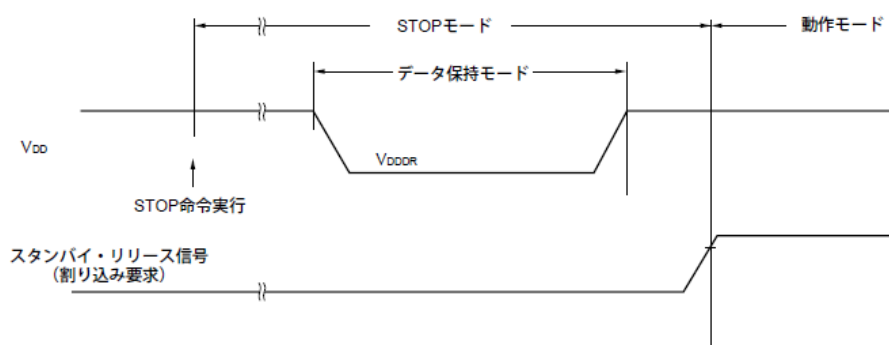 STOPモード
動作モード
データ保持モード
VDD
VDDDR
STOP命令実行
スタンバイ・リリース信号
(割り込み要求)